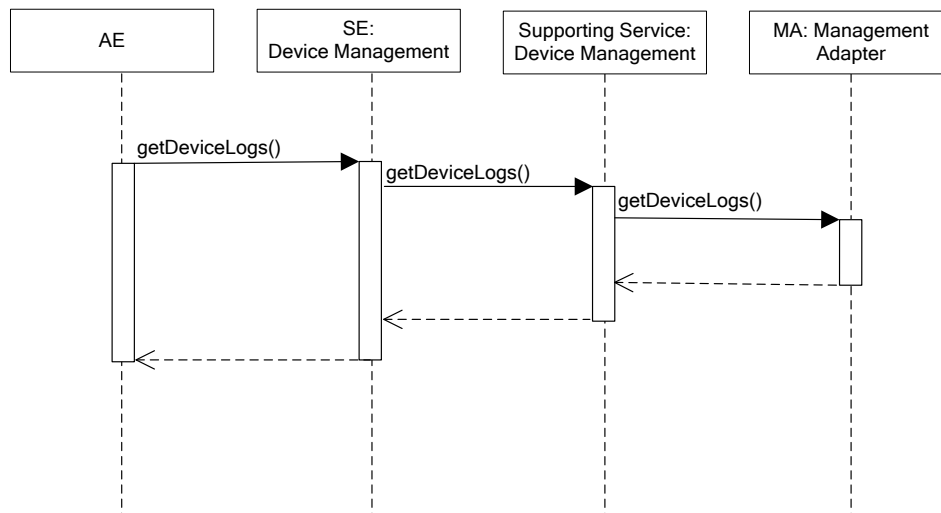 AE
SE:
Device Management
Supporting Service:
Device Management
MA: Management
Adapter
getDeviceLogs()
getDeviceLogs()
getDeviceLogs()